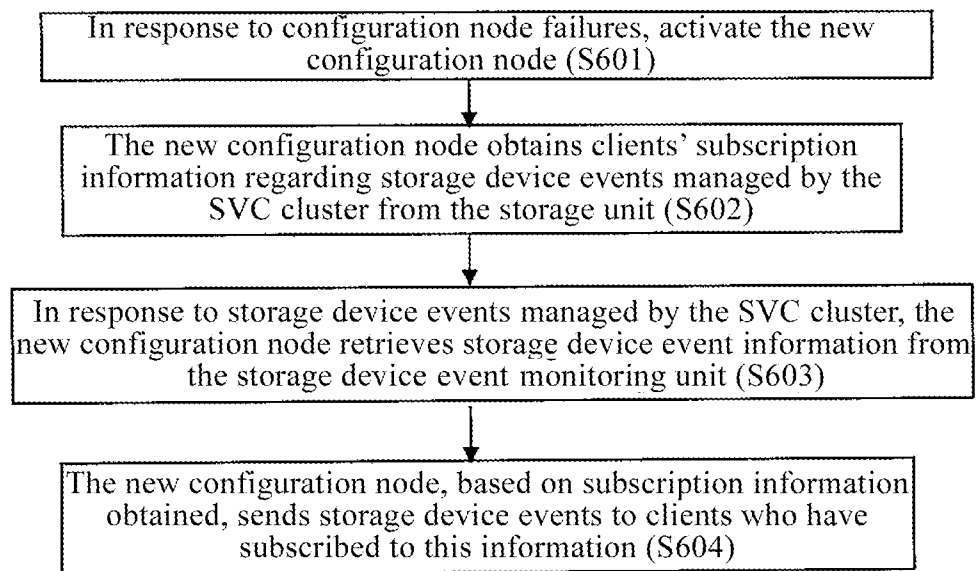 In response to configuration node failures, activate the new
configuration node (S601)
The new configuration node obtains clients’ subscription
information regarding storage device events managed by the
SVC cluster from the storage unit (S602)
In response to storage device events managed by the SVC cluster, the
new configuration node retrieves storage device event information from
the storage device event monitoring unit (S603)
The new configuration node, based on subscription information
obtained, sends storage device events to clients who have
subscribed to this information (S604)